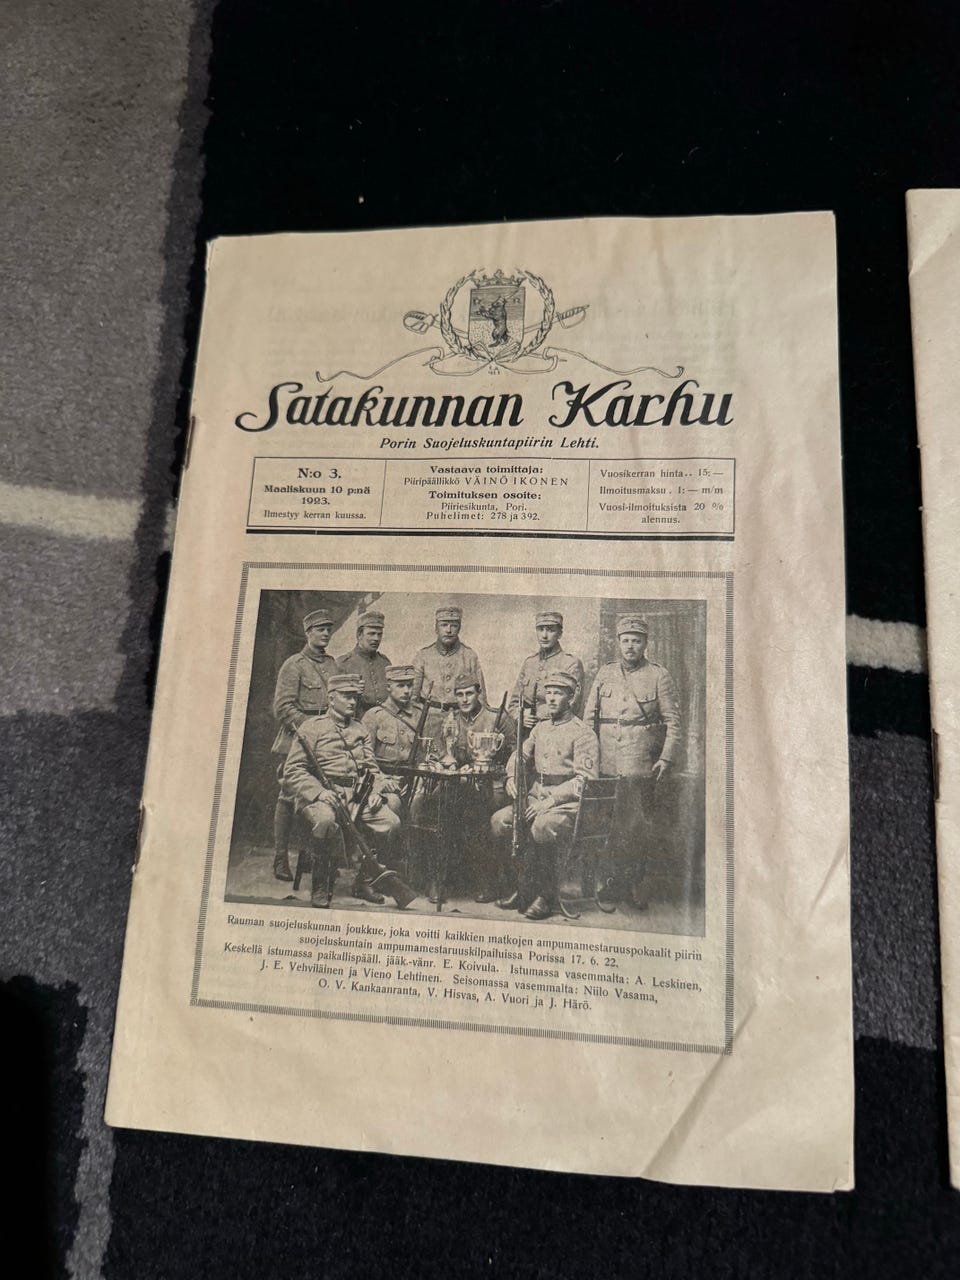 Satakunnan Karhu
Porin Suojeluskuntapiirin Lehti.
N:o 3.
Maaliskuun 10 p:nä
1923.
Ilmestyy kerran kuussa.
Vastaava toimittaja:
Piiripäällikkö VÄINÖ IKONEN
Toimituksen osoite:
Piiriesikunta, Pori.
Puhelimet: 278 ja 392.
Vuosikerran hinta.. 15:—
Ilmoitusmaksu . 1:— m/m
Vuosi-ilmoituksista 20 %
alennus.
Rauman suojeluskunnan joukkue, joka voitti kaikkien matkojen ampumamestaruuspokaalit piirin
suojeluskuntain ampumamestaruuskilpailuissa Porissa 17. 6. 22.
Keskellä istumassa paikallispääll. jääk.-vänr. E. Koivula. Istumassa vasemmalta: A. Leskinen,
J. E. Vehviläinen ja Vieno Lehtinen. Seisomassa vasemmalta: Niilo Vasama,
O. V. Kankaanranta, V. Hisvas, A. Vuori ja J. Härö.